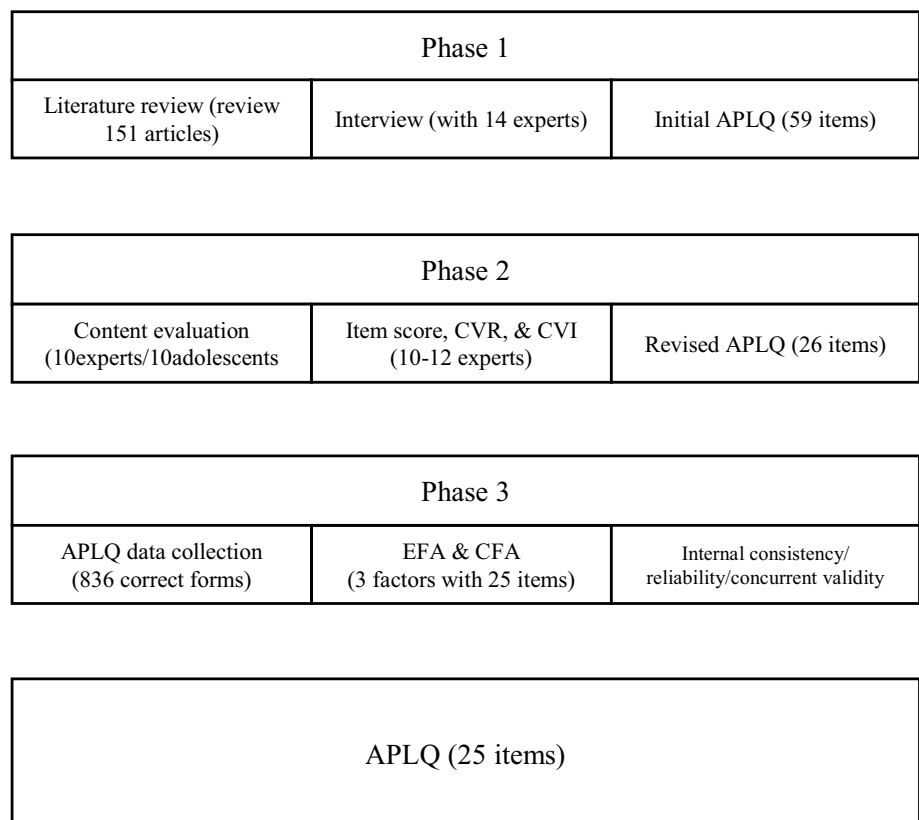 Phase 1
Literature review (review
151 articles)
Interview (with 14 experts)
Initial APLQ (59 items)
Phase 2
Content evaluation
(10experts/10adolescents
Item score, CVR, & CVI
(10-12 experts)
Revised APLQ (26 items)
Phase 3
APLQ data collection
(836 correct forms)
EFA & CFA
(3 factors with 25 items)
Internal consistency/
reliability/concurrent validity
APLQ (25 items)